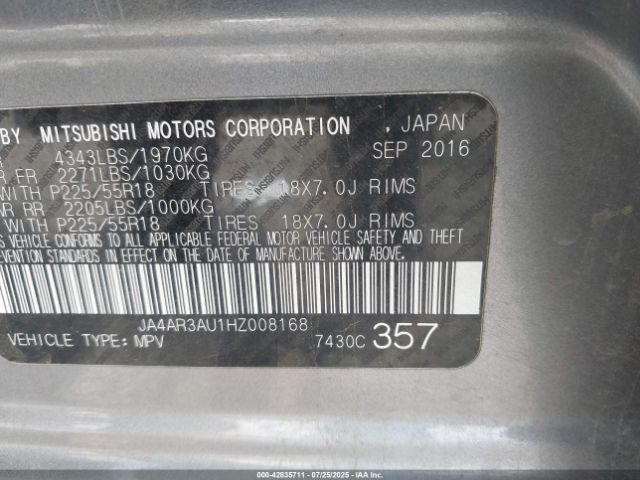 BY MITSUBISHI MOTORS CORPORATION , JAPAN
4343LBS/1970KG SEP 2016
R FR 2271LBS/1030KG
WITH P225/55R18 TIRES 18X7.0J RIMS
AR RR 2205LBS/1000KG
WITH P225/55R18 TIRES 18X7.0J RIMS
S VEHICLE CONFORMS TO ALL APPLICABLE FEDERAL MOTOR VEHICLE SAFETY AND THEFT
EVENTION STANDARDS IN EFFECT ON THE DATE OF MANUFACTURE SHOWN ABOVE.
JA4AR3AU1HZ008168
VEHICLE TYPE: MPV 7430C 357
000-42835711 - 07/25/2025 - IAAI.COM